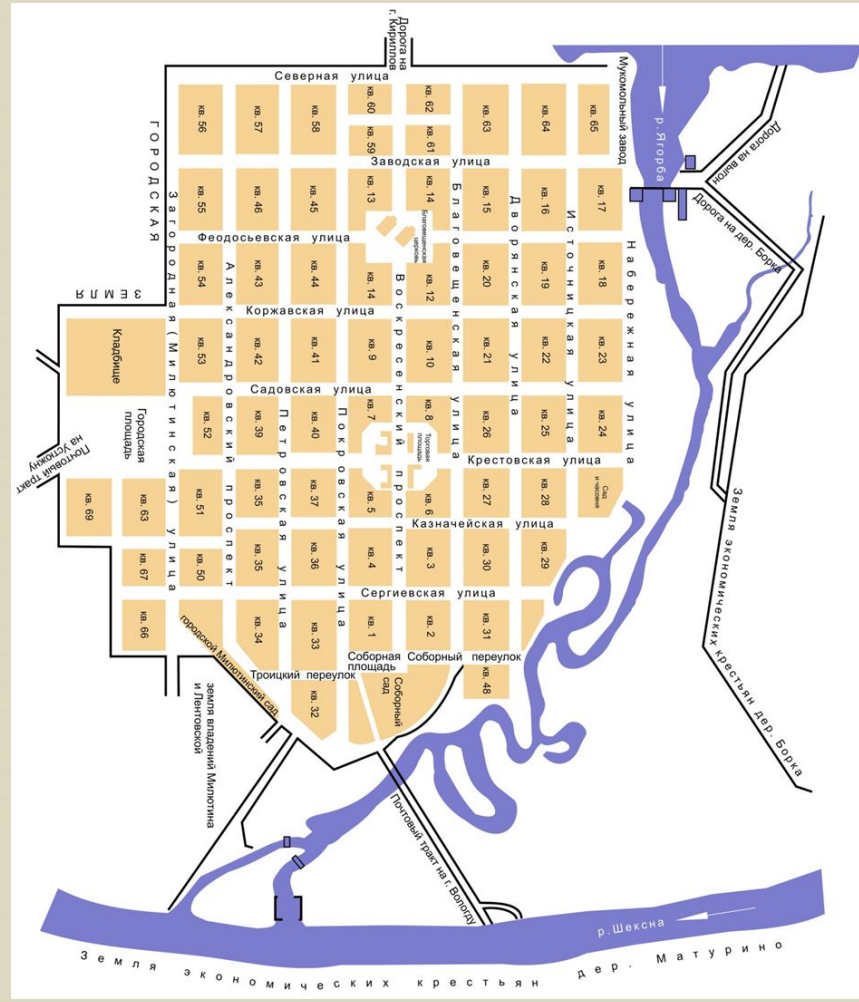 Дорога на
г. Кириллов
Северная улица
Мукомольный завод
р. Ягорба
Дорога на выгон
Дорога на дер. Борка
кв. 56
кв. 57
кв. 58
кв. 60
кв. 62
кв. 63
кв. 64
кв. 65
кв. 59
кв. 61
Заводская улица
ГОРОДСКАЯ
ЗЕМЛЯ
Загородная (Милютинская) улица
кв. 55
кв. 46
кв. 45
кв. 13
кв. 14
кв. 15
кв. 16
кв. 17
Благовещенская
церковь
Феодосьевская улица
Александровский проспект
Воскресенский проспект
Благовещенская улица
Дворянская улица
Источницкая улица
Набережная улица
кв. 54
кв. 43
кв. 44
кв. 14
кв. 12
кв. 20
кв. 19
кв. 18
Коржавская улица
Кладбище
кв. 53
кв. 42
кв. 41
кв. 9
кв. 10
кв. 21
кв. 22
кв. 23
Садовская улица
Петровская улица
Покровская улица
Городская
площадь
Почтовый тракт
на Устюжну
кв. 52
кв. 39
кв. 40
кв. 7
кв. 8
кв. 26
кв. 25
кв. 24
Торговая
площадь
Крестовская улица
кв. 69
кв. 63
кв. 51
кв. 35
кв. 37
кв. 5
кв. 6
кв. 27
кв. 28
Сад
и часовня
Казначейская улица
кв. 67
кв. 50
кв. 35
кв. 36
кв. 4
кв. 3
кв. 30
кв. 29
Сергиевская улица
кв. 66
кв. 34
кв. 33
кв. 1
кв. 2
кв. 31
городской Милютинский сад
Соборная
площадь
Соборный переулок
Троицкий переулок
кв. 32
Соборный
сад
кв. 48
земля владений Милютина
и Лентовской
Земля экономических крестьян дер. Борка
Почтовый тракт на г. Вологду
р. Шексна
Земля экономических крестьян дер. Матурино